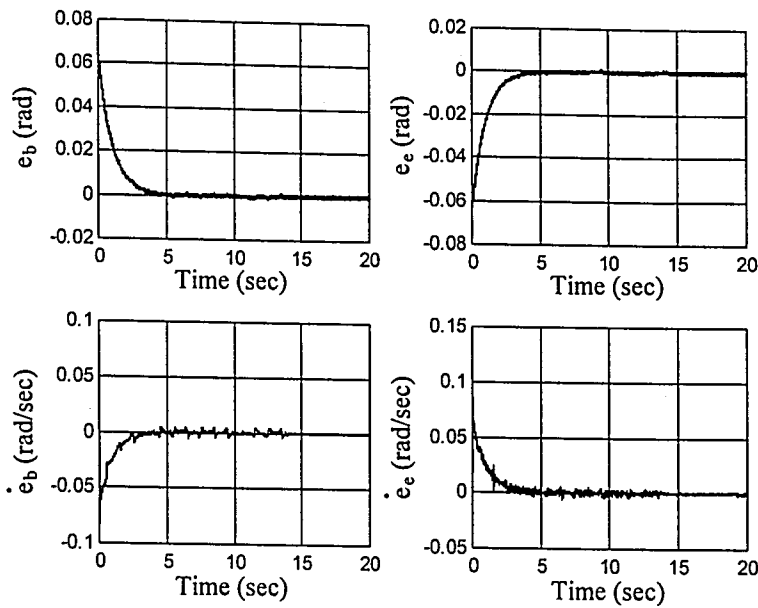 0.08
0.06
0.04
0.02
0
-0.02
e_b (rad)
0 5 10 15 20
Time (sec)
0.02
0
-0.02
-0.04
-0.06
-0.08
e_e (rad)
0 5 10 15 20
Time (sec)
0.1
0.05
0
-0.05
-0.1
ė_b (rad/sec)
0 5 10 15 20
Time (sec)
0.15
0.1
0.05
0
-0.05
ė_e (rad/sec)
0 5 10 15 20
Time (sec)